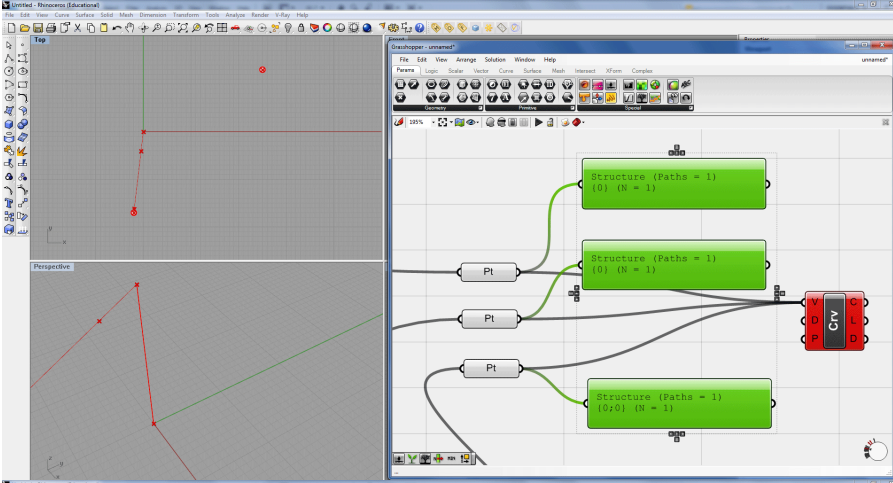 Untitled - Rhinoceros (Educational)
File Edit View Curve Surface Solid Mesh Dimension Transform Tools Analyze Render V-Ray Help
Top
Properties
Grasshopper - unnamed*
File Edit View Arrange Solution Window Help
unnamed*
Params Logic Scalar Vector Curve Surface Mesh Intersect XForm Complex
Geometry Primitive Special
195%
Structure (Paths = 1)
{0} (N = 1)
Structure (Paths = 1)
{0} (N = 1)
Pt
Pt
Pt
V C
D Crv L
P D
Structure (Paths = 1)
{0;0} (N = 1)
y
x
Perspective
z
y
x